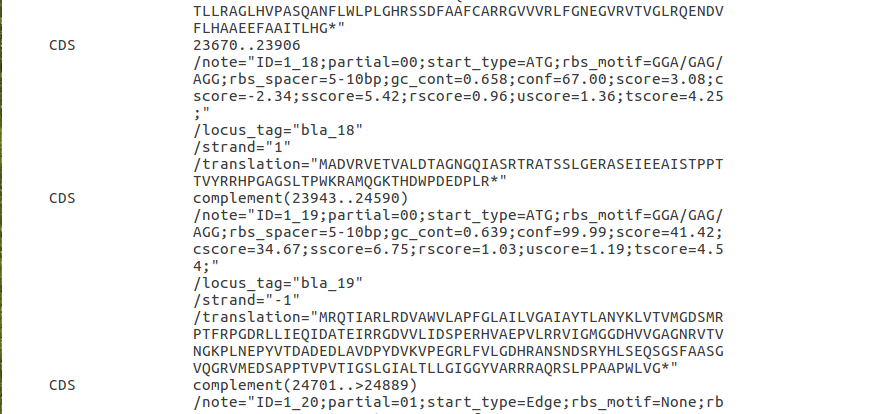 TLLRAGLHVPASQANFLWLPLGHRSSDFAAFCARRGVVVRLFGNEGVRVTVGLRQENDV
FLHAAEEFAAITLHG*"
CDS 23670..23906
/note="ID=1_18;partial=00;start_type=ATG;rbs_motif=GGA/GAG/
AGG;rbs_spacer=5-10bp;gc_cont=0.658;conf=67.00;score=3.08;c
score=-2.34;sscore=5.42;rscore=0.96;uscore=1.36;tscore=4.25
;"
/locus_tag="bla_18"
/strand="1"
/translation="MADVRVETVALDTAGNGQIASRTRATSSLGERASEIEEAISTPPT
TVYRRHPGAGSLTPWKRAMQGKTHDWPDEDPLR*"
CDS complement(23943..24590)
/note="ID=1_19;partial=00;start_type=ATG;rbs_motif=GGA/GAG/
AGG;rbs_spacer=5-10bp;gc_cont=0.639;conf=99.99;score=41.42;
cscore=34.67;sscore=6.75;rscore=1.03;uscore=1.19;tscore=4.5
4;"
/locus_tag="bla_19"
/strand="-1"
/translation="MRQTIARLRDVAWVLAPFGLAILVGAIAYTLANYKLVTVMGDSMR
PTFRPGDRLLIEQIDATEIRRGDVVLIDSPERHVAEPVLRRVIGMGGDHVVGAGNRVTV
NGKPLNEPYVTDADEDLAVDPYDVKVPEGRLFVLGDHRANSNDSRYHLSEQSGSFAASG
VQGRVMEDSAPPTVPVTIGSLGIALTLLGIGGYVARRRAQRSLPPAAPWLVG*"
CDS complement(24701..>24889)
/note="ID=1_20;partial=01;start_type=Edge;rbs_motif=None;rb